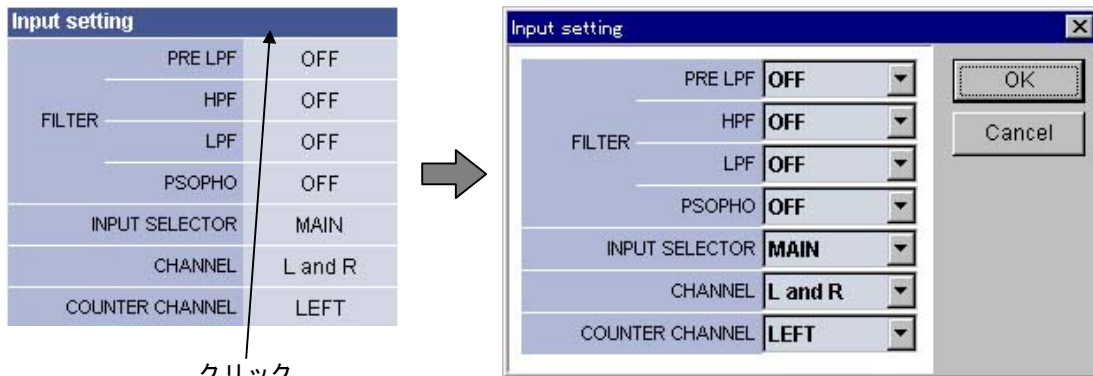 Input setting
PRE LPF OFF
HPF OFF
FILTER
LPF OFF
PSOPHO OFF
INPUT SELECTOR MAIN
CHANNEL L and R
COUNTER CHANNEL LEFT
クリック
Input setting
PRE LPF OFF
HPF OFF
FILTER
LPF OFF
PSOPHO OFF
INPUT SELECTOR MAIN
CHANNEL L and R
COUNTER CHANNEL LEFT
OK
Cancel